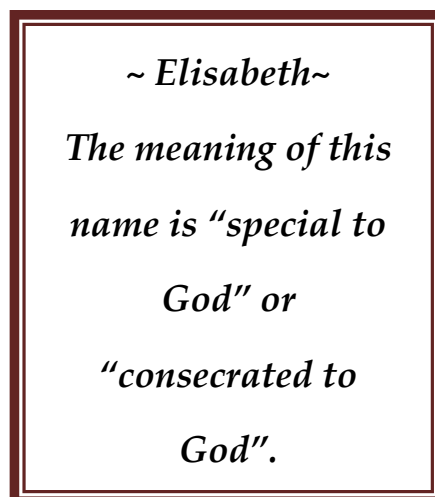 ~ Elisabeth~
The meaning of this
name is “special to
God” or
“consecrated to
God”.